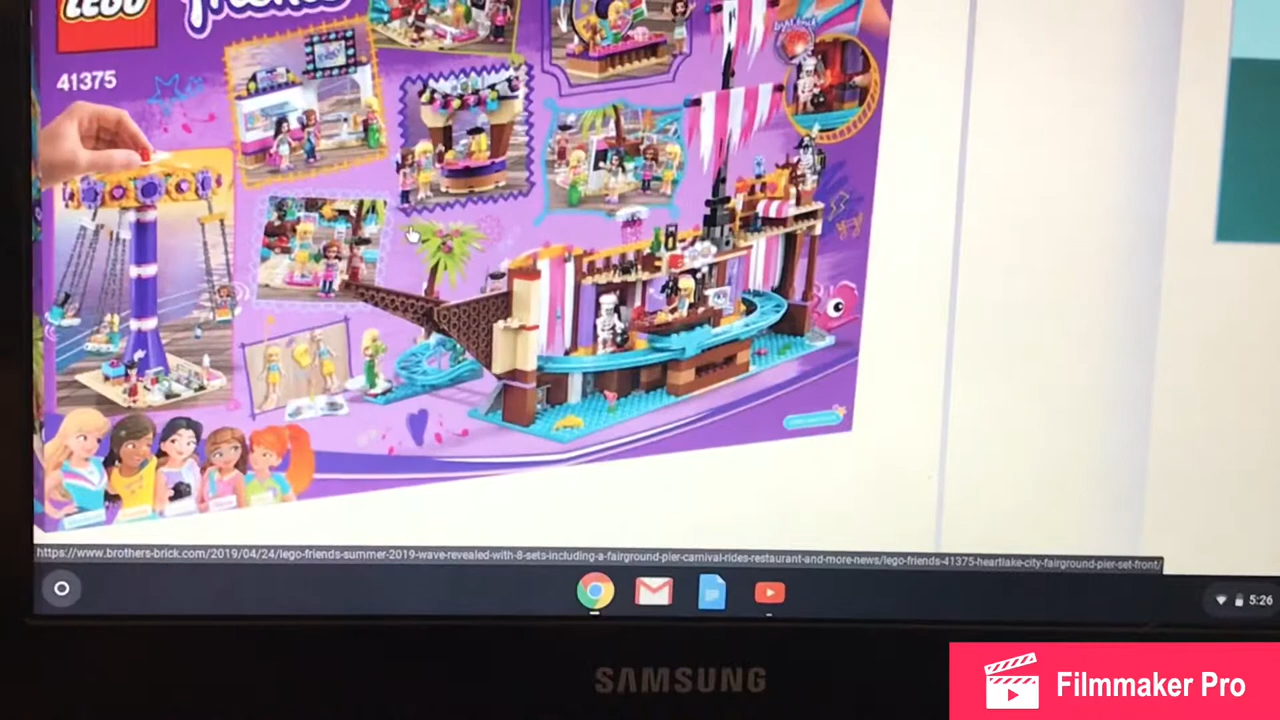 LEGO
friends
41375
https://www.brothers-brick.com/2019/04/24/lego-friends-summer-2019-wave-revealed-with-8-sets-including-a-fairground-pier-carnival-rides-restaurant-and-more-news/lego-friends-41375-heartlake-city-fairground-pier-set-front/
5:26
SAMSUNG
Filmmaker Pro